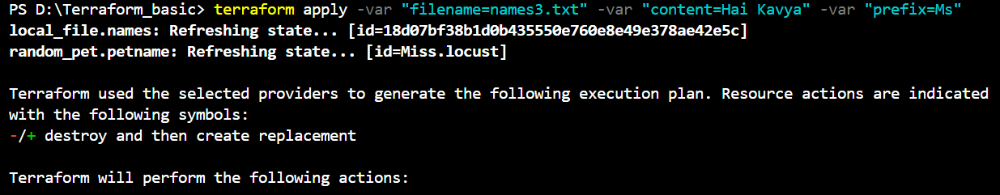 PS D:\Terraform_basic> terraform apply -var "filename=names3.txt" -var "content=Hai Kavya" -var "prefix=Ms"
local_file.names: Refreshing state... [id=18d07bf38b1d0b435550e760e8e49e378ae42e5c]
random_pet.petname: Refreshing state... [id=Miss.locust]
Terraform used the selected providers to generate the following execution plan. Resource actions are indicated
with the following symbols:
-/+ destroy and then create replacement
Terraform will perform the following actions: